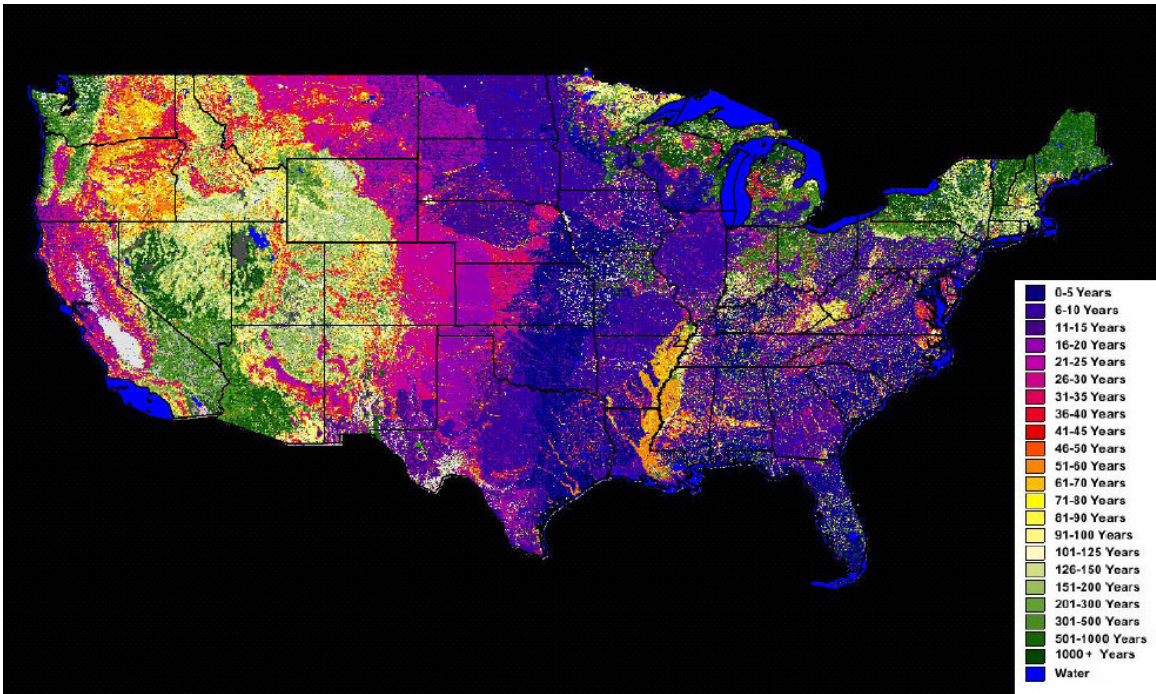 0-5 Years
6-10 Years
11-15 Years
16-20 Years
21-25 Years
26-30 Years
31-35 Years
36-40 Years
41-45 Years
46-50 Years
51-60 Years
61-70 Years
71-80 Years
81-90 Years
91-100 Years
101-125 Years
126-150 Years
151-200 Years
201-300 Years
301-500 Years
501-1000 Years
1000+ Years
Water